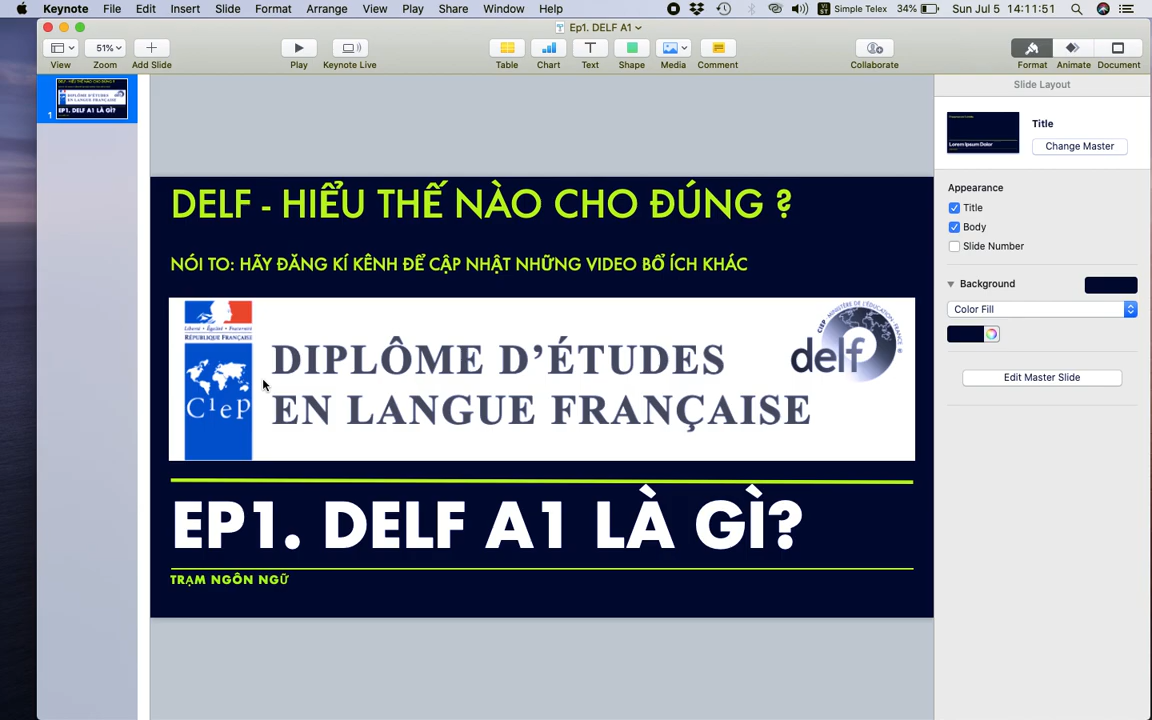 Keynote File Edit Insert Slide Format Arrange View Play Share Window Help
Simple Telex 34% Sun Jul 5 14:11:51
Ep1. DELF A1
51%
View Zoom Add Slide Play Keynote Live Table Chart Text Shape Media Comment Collaborate Format Animate Document
Slide Layout
1
Title
Change Master
Appearance
Title
Body
Slide Number
Background
Color Fill
Edit Master Slide
DELF - HIỂU THẾ NÀO CHO ĐÚNG ?
NÓI TO: HÃY ĐĂNG KÍ KÊNH ĐỂ CẬP NHẬT NHỮNG VIDEO BỔ ÍCH KHÁC
Liberté • Égalité • Fraternité
RÉPUBLIQUE FRANÇAISE
CIEP
DIPLÔME D'ÉTUDES
EN LANGUE FRANÇAISE
delf
EP1. DELF A1 LÀ GÌ?
TRẠM NGÔN NGỮ